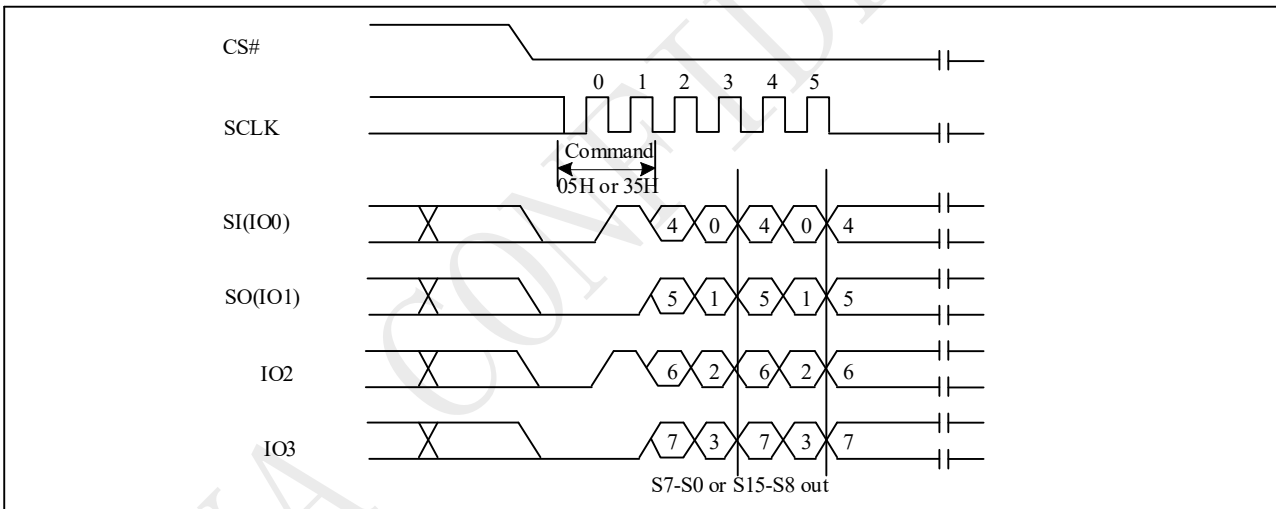 CS#
0 1 2 3 4 5
SCLK
Command
05H or 35H
SI(IO0) 4 0 4 0 4
SO(IO1) 5 1 5 1 5
IO2 6 2 6 2 6
IO3 7 3 7 3 7
S7-S0 or S15-S8 out